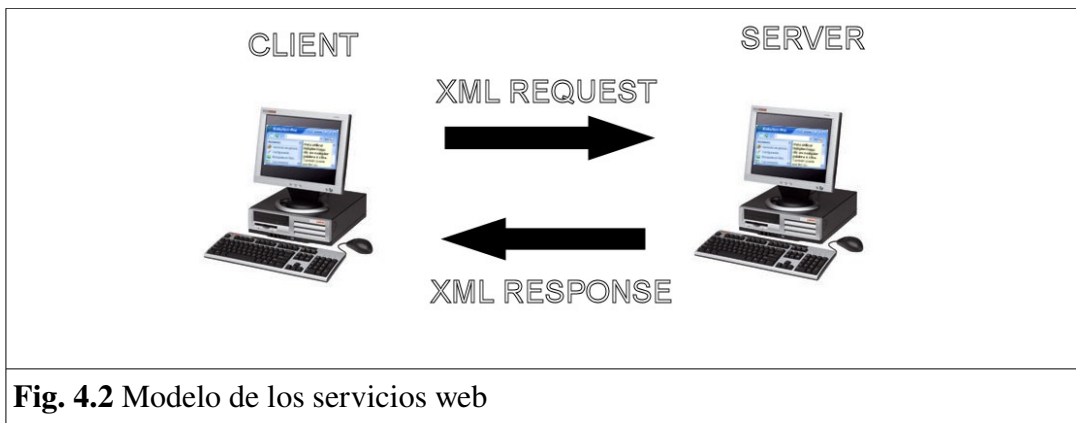 CLIENT
SERVER
XML REQUEST
XML RESPONSE
Fig. 4.2 Modelo de los servicios web